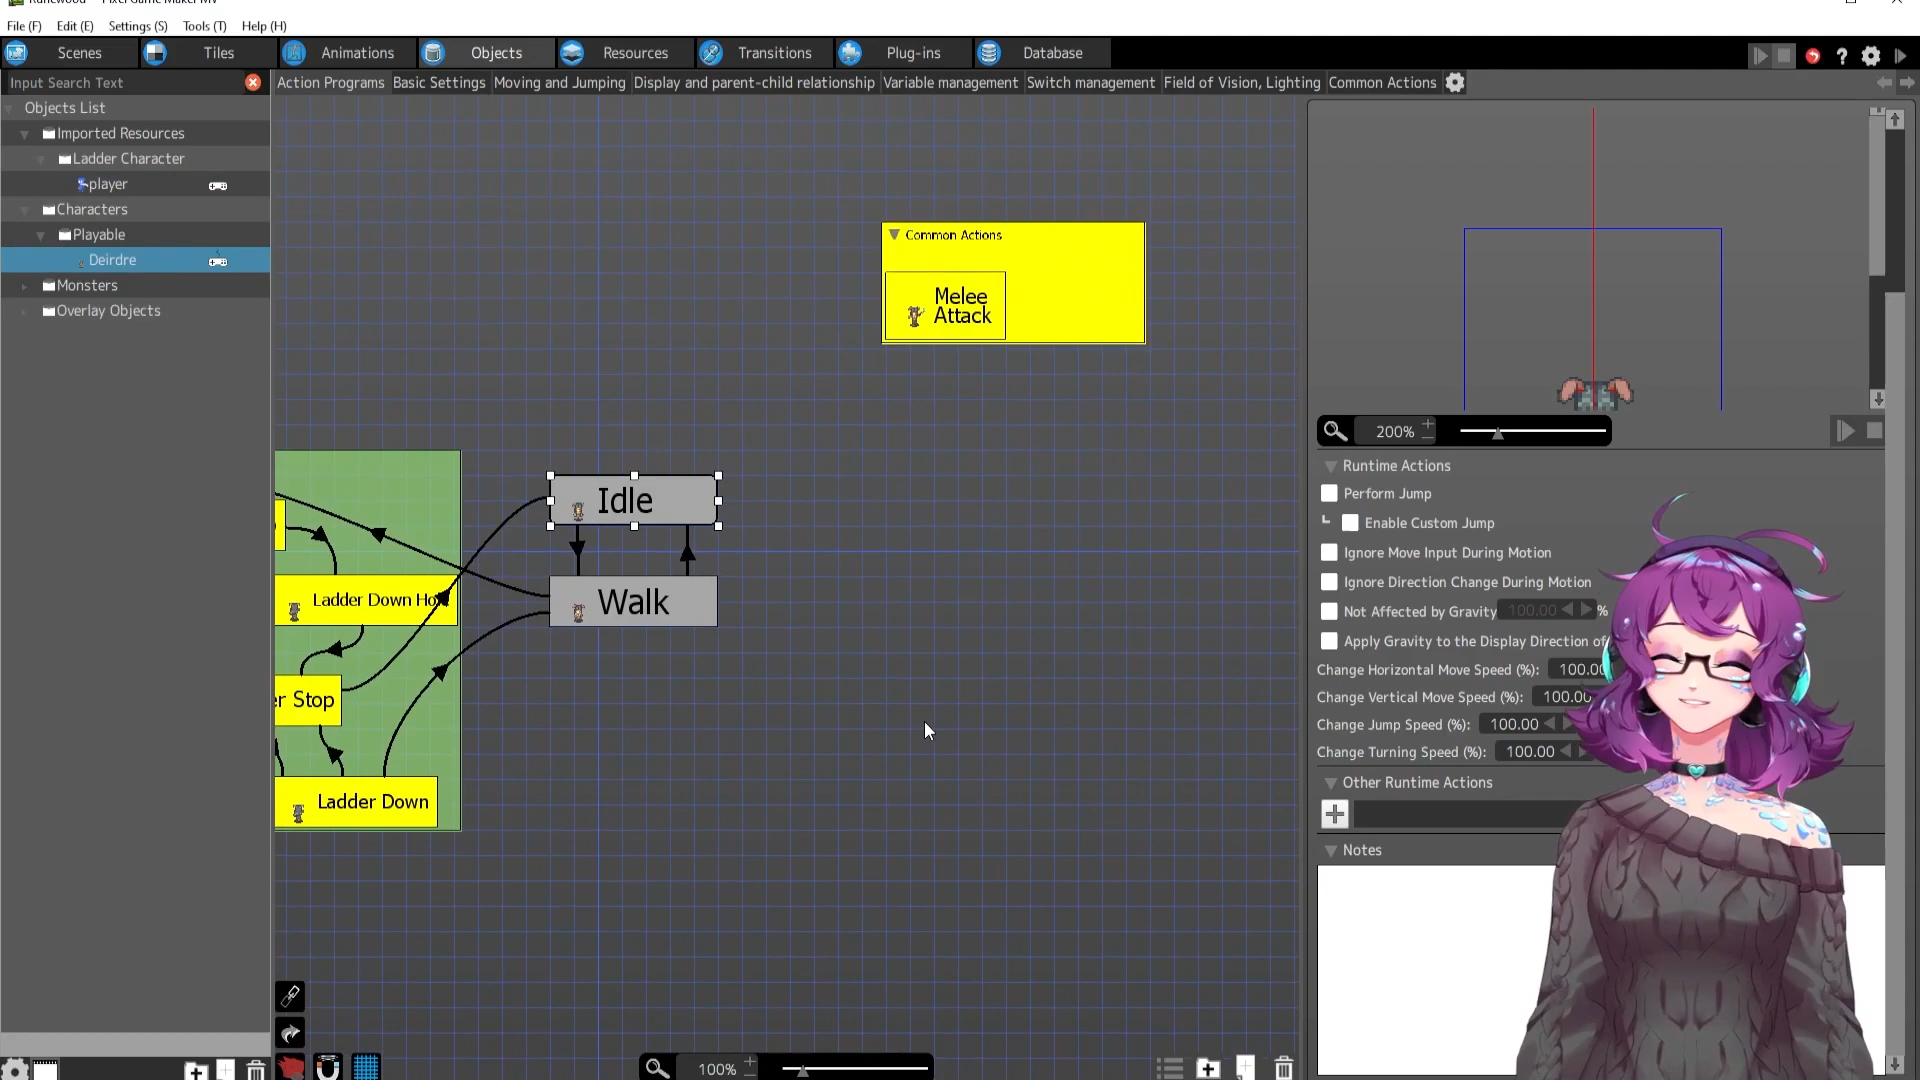 File (F) Edit (E) Settings (S) Tools (T) Help (H)
Scenes Tiles Animations Objects Resources Transitions Plug-ins Database
Input Search Text
Action Programs Basic Settings Moving and Jumping Display and parent-child relationship Variable management Switch management Field of Vision, Lighting Common Actions
Objects List
Imported Resources
Ladder Character
player
Characters
Playable
Deirdre
Monsters
Overlay Objects
Common Actions
Melee
Attack
Idle
Walk
Ladder Down Ho
Stop
Ladder Down
100%
200%
Runtime Actions
Perform Jump
Enable Custom Jump
Ignore Move Input During Motion
Ignore Direction Change During Motion
Not Affected by Gravity 100.00 %
Apply Gravity to the Display Direction of
Change Horizontal Move Speed (%): 100.00
Change Vertical Move Speed (%): 100.00
Change Jump Speed (%): 100.00
Change Turning Speed (%): 100.00
Other Runtime Actions
Notes